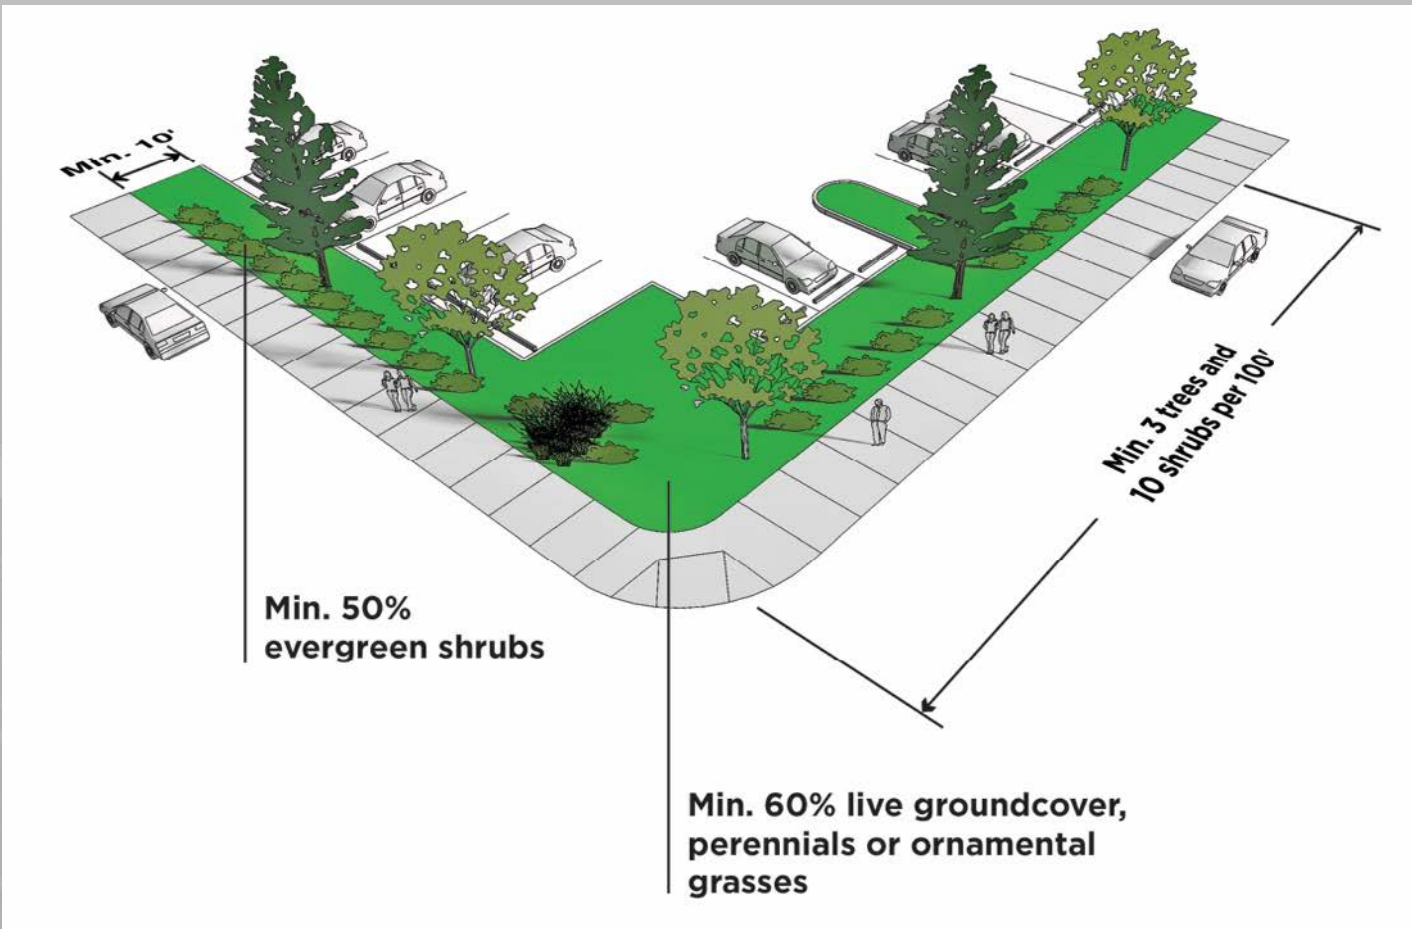 Min. 10'
Min. 3 trees and
10 shrubs per 100'
Min. 50%
evergreen shrubs
Min. 60% live groundcover,
perennials or ornamental
grasses